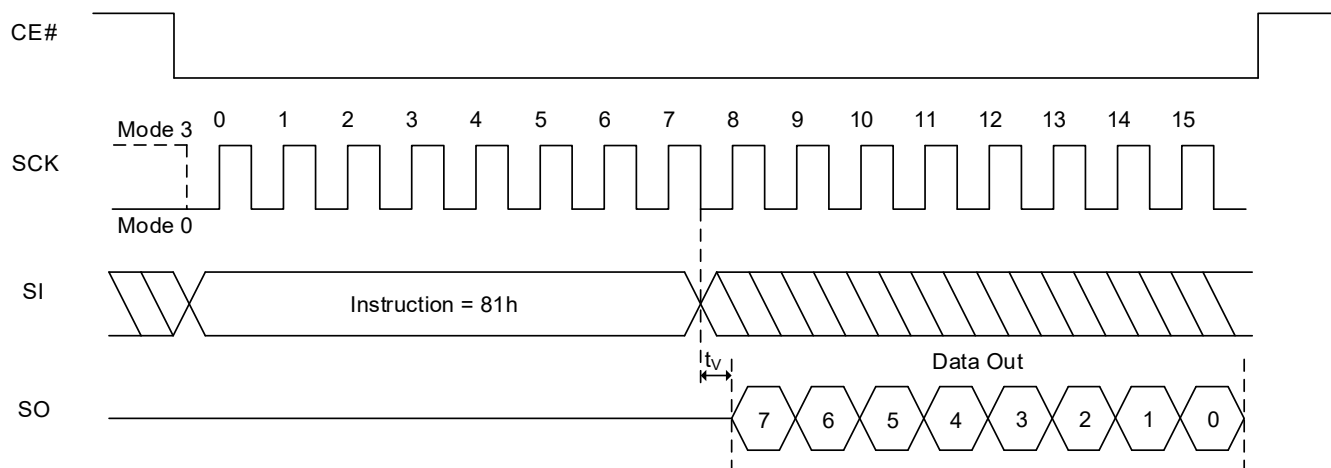 CE#
Mode 3 0 1 2 3 4 5 6 7 8 9 10 11 12 13 14 15
SCK
Mode 0
SI Instruction = 81h
tV Data Out
SO 7 6 5 4 3 2 1 0